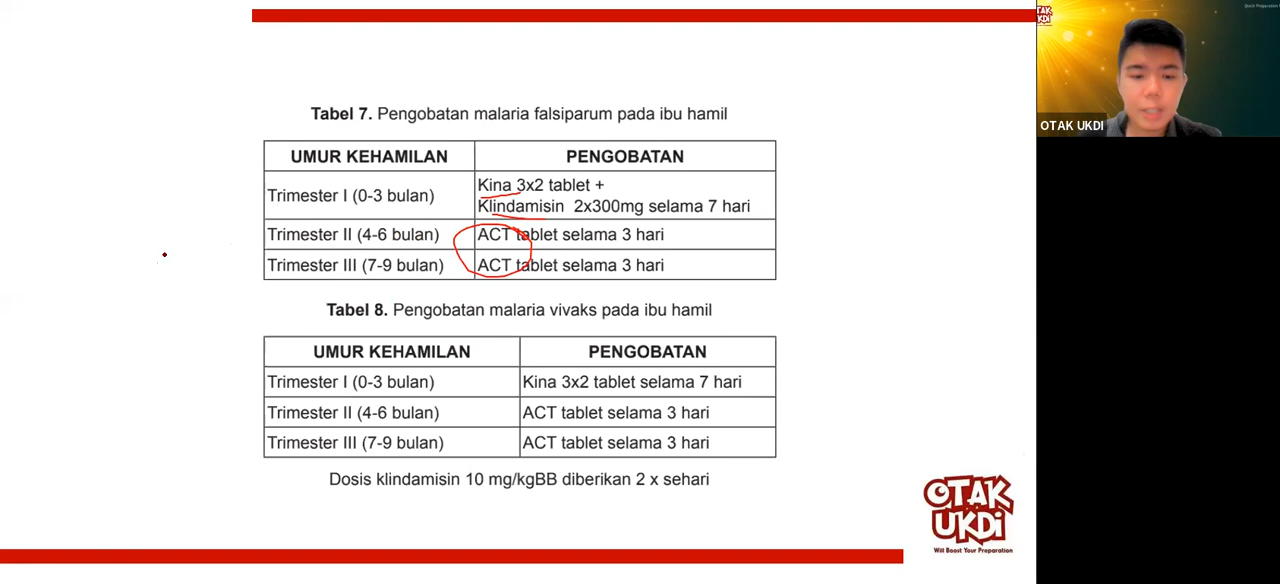 Tabel 7. Pengobatan malaria falsiparum pada ibu hamil
UMUR KEHAMILAN PENGOBATAN
Trimester I (0-3 bulan) Kina 3x2 tablet +
Klindamisin 2x300mg selama 7 hari
Trimester II (4-6 bulan) ACT tablet selama 3 hari
Trimester III (7-9 bulan) ACT tablet selama 3 hari
Tabel 8. Pengobatan malaria vivaks pada ibu hamil
UMUR KEHAMILAN PENGOBATAN
Trimester I (0-3 bulan) Kina 3x2 tablet selama 7 hari
Trimester II (4-6 bulan) ACT tablet selama 3 hari
Trimester III (7-9 bulan) ACT tablet selama 3 hari
Dosis klindamisin 10 mg/kgBB diberikan 2 x sehari
OTAK
UKDI
Will Boost Your Preparation
OTAK
UKDI
OTAK UKDI